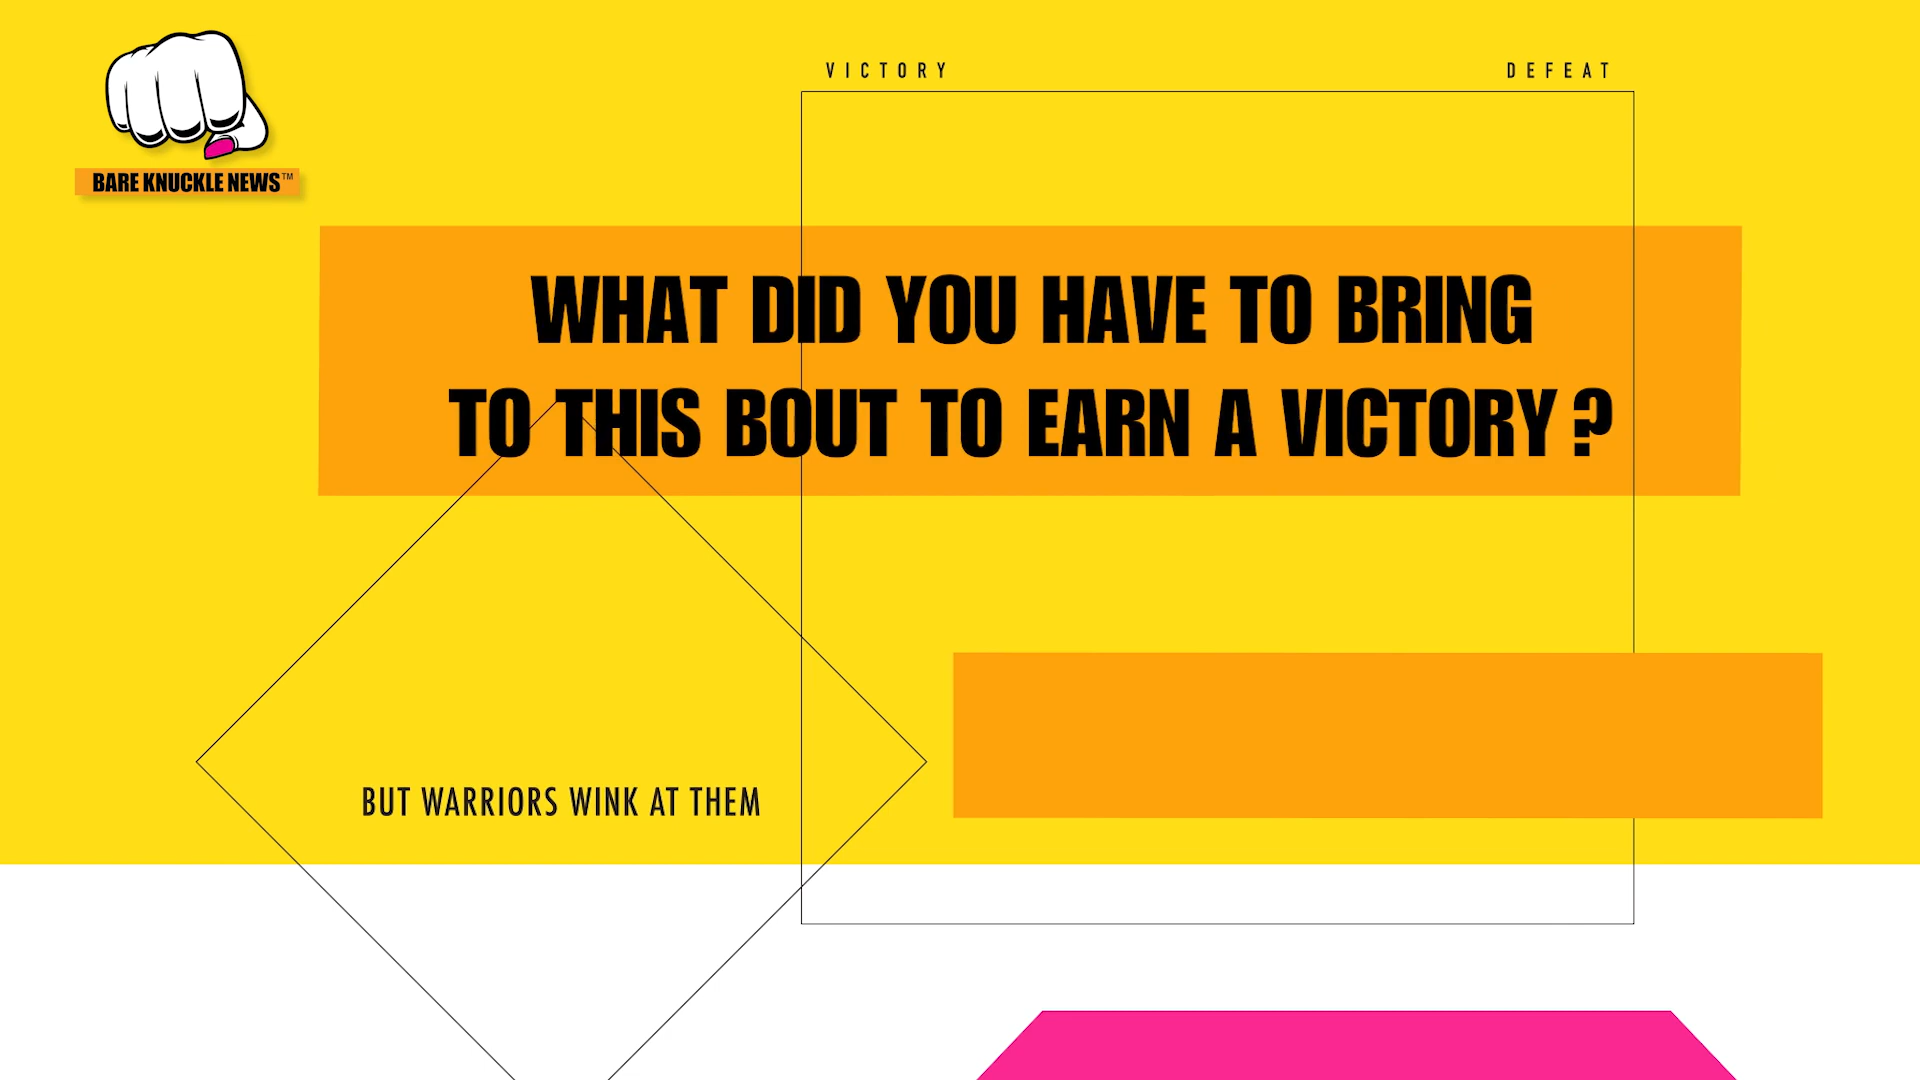 VICTORY
DEFEAT
BARE KNUCKLE NEWS™
WHAT DID YOU HAVE TO BRING
TO THIS BOUT TO EARN A VICTORY ?
BUT WARRIORS WINK AT THEM